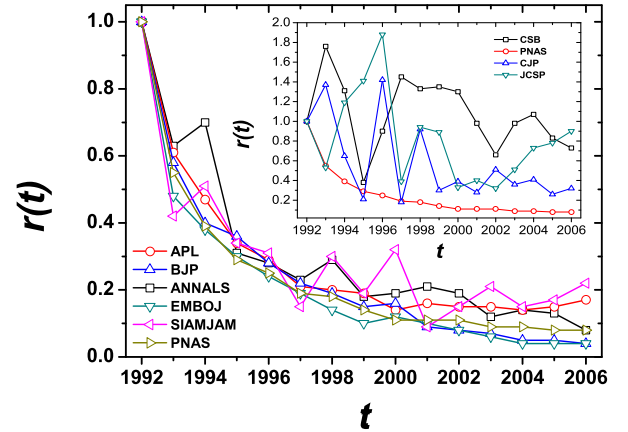 1.0
0.8
0.6
0.4
0.2
0.0
r(t)
1992 1994 1996 1998 2000 2002 2004 2006
t
APL
BJP
ANNALS
EMBOJ
SIAMJAM
PNAS
2.0
1.8
1.6
1.4
1.2
1.0
0.8
0.6
0.4
0.2
r(t)
1992 1994 1996 1998 2000 2002 2004 2006
t
CSB
PNAS
CJP
JCSP